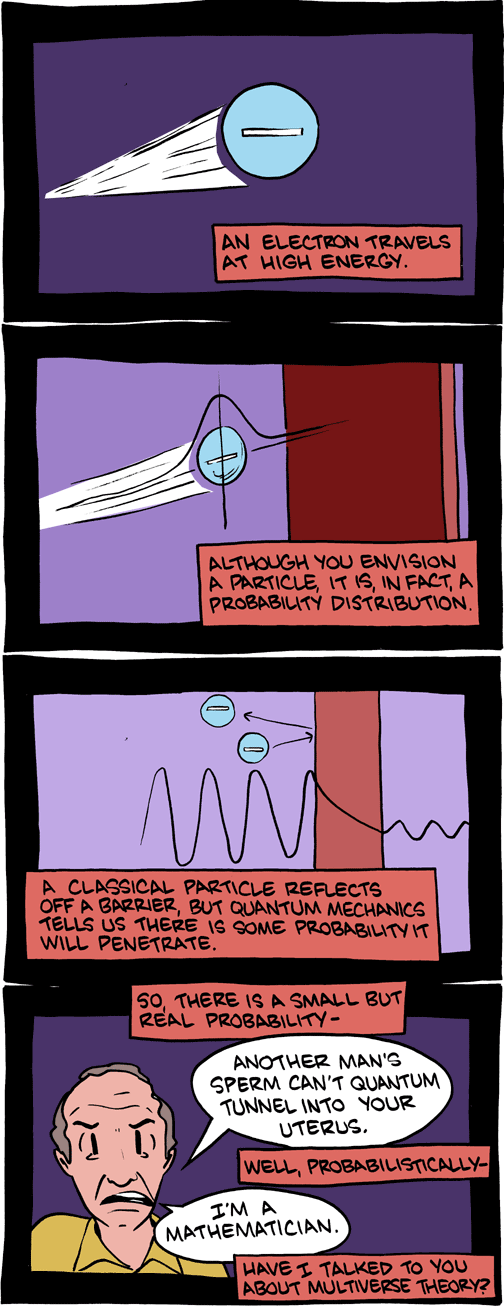 AN ELECTRON TRAVELS
AT HIGH ENERGY.
ALTHOUGH YOU ENVISION
A PARTICLE, IT IS, IN FACT, A
PROBABILITY DISTRIBUTION.
A CLASSICAL PARTICLE REFLECTS
OFF A BARRIER, BUT QUANTUM MECHANICS
TELLS US THERE IS SOME PROBABILITY IT
WILL PENETRATE.
SO, THERE IS A SMALL BUT
REAL PROBABILITY-
ANOTHER MAN'S
SPERM CAN'T QUANTUM
TUNNEL INTO YOUR
UTERUS.
WELL, PROBABILISTICALLY-
I'M A
MATHEMATICIAN.
HAVE I TALKED TO YOU
ABOUT MULTIVERSE THEORY?